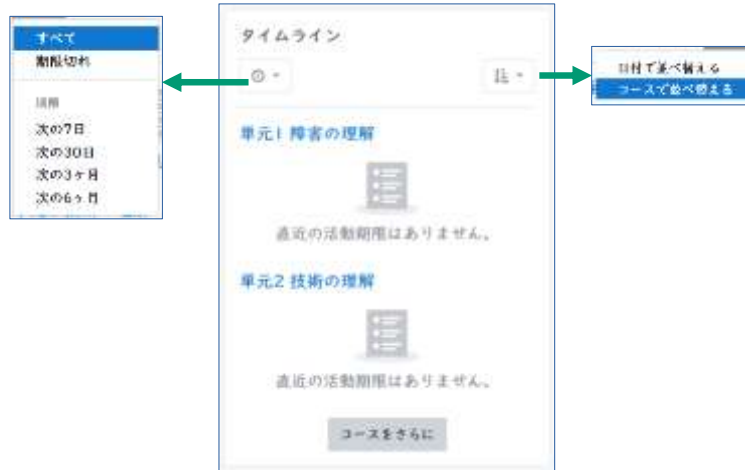 すべて
期限切れ
次の7日
次の30日
次の3ヶ月
次の6ヶ月
タイムライン
単元1 障害の理解
直近の活動期限はありません。
単元2 技術の理解
直近の活動期限はありません。
コースをさらに
日付で並べ替える
コースで並べ替える